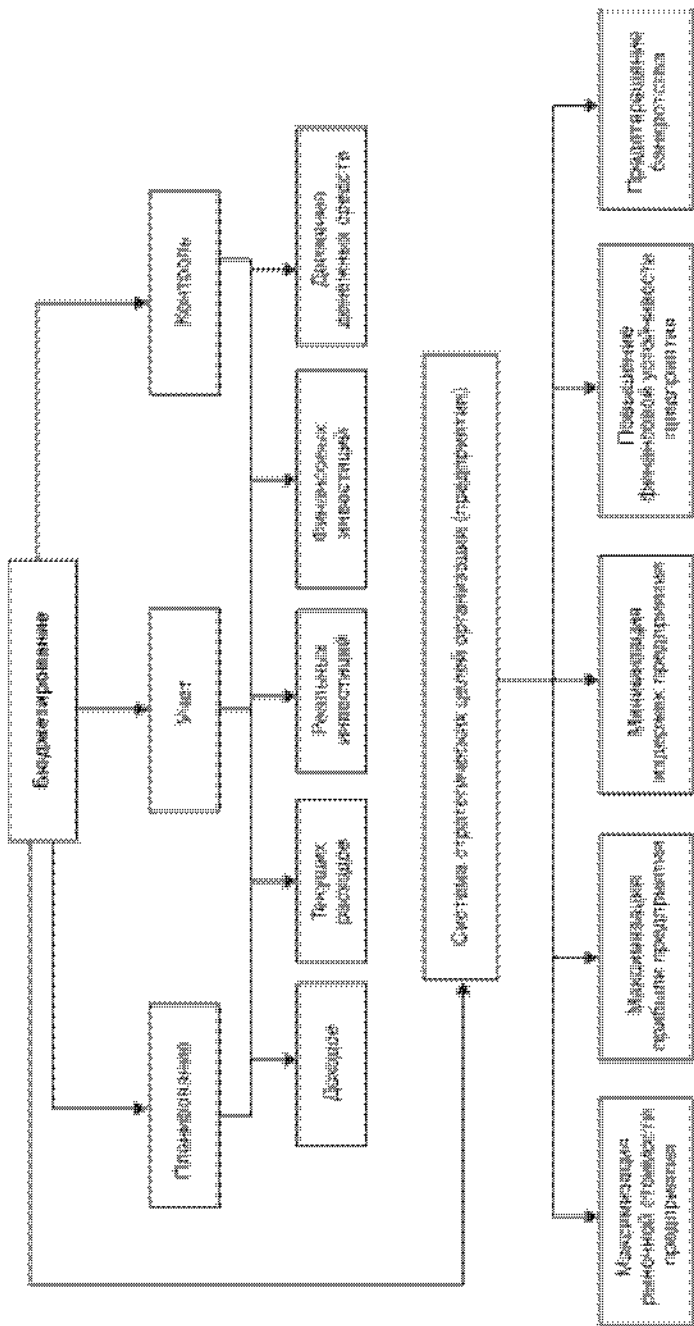 Бюджетирование
Планирование
Учет
Контроль
Доходов
Текущих
расходов
Реальных
инвестиций
Финансовых
инвестиций
Движения
денежных средств
Система стратегических целей организации (предприятия)
Максимизация
рыночной стоимости
предприятия
Максимизация
прибыли предприятия
Минимизация
издержек предприятия
Повышение
финансовой устойчивости
предприятия
Предотвращение
банкротства